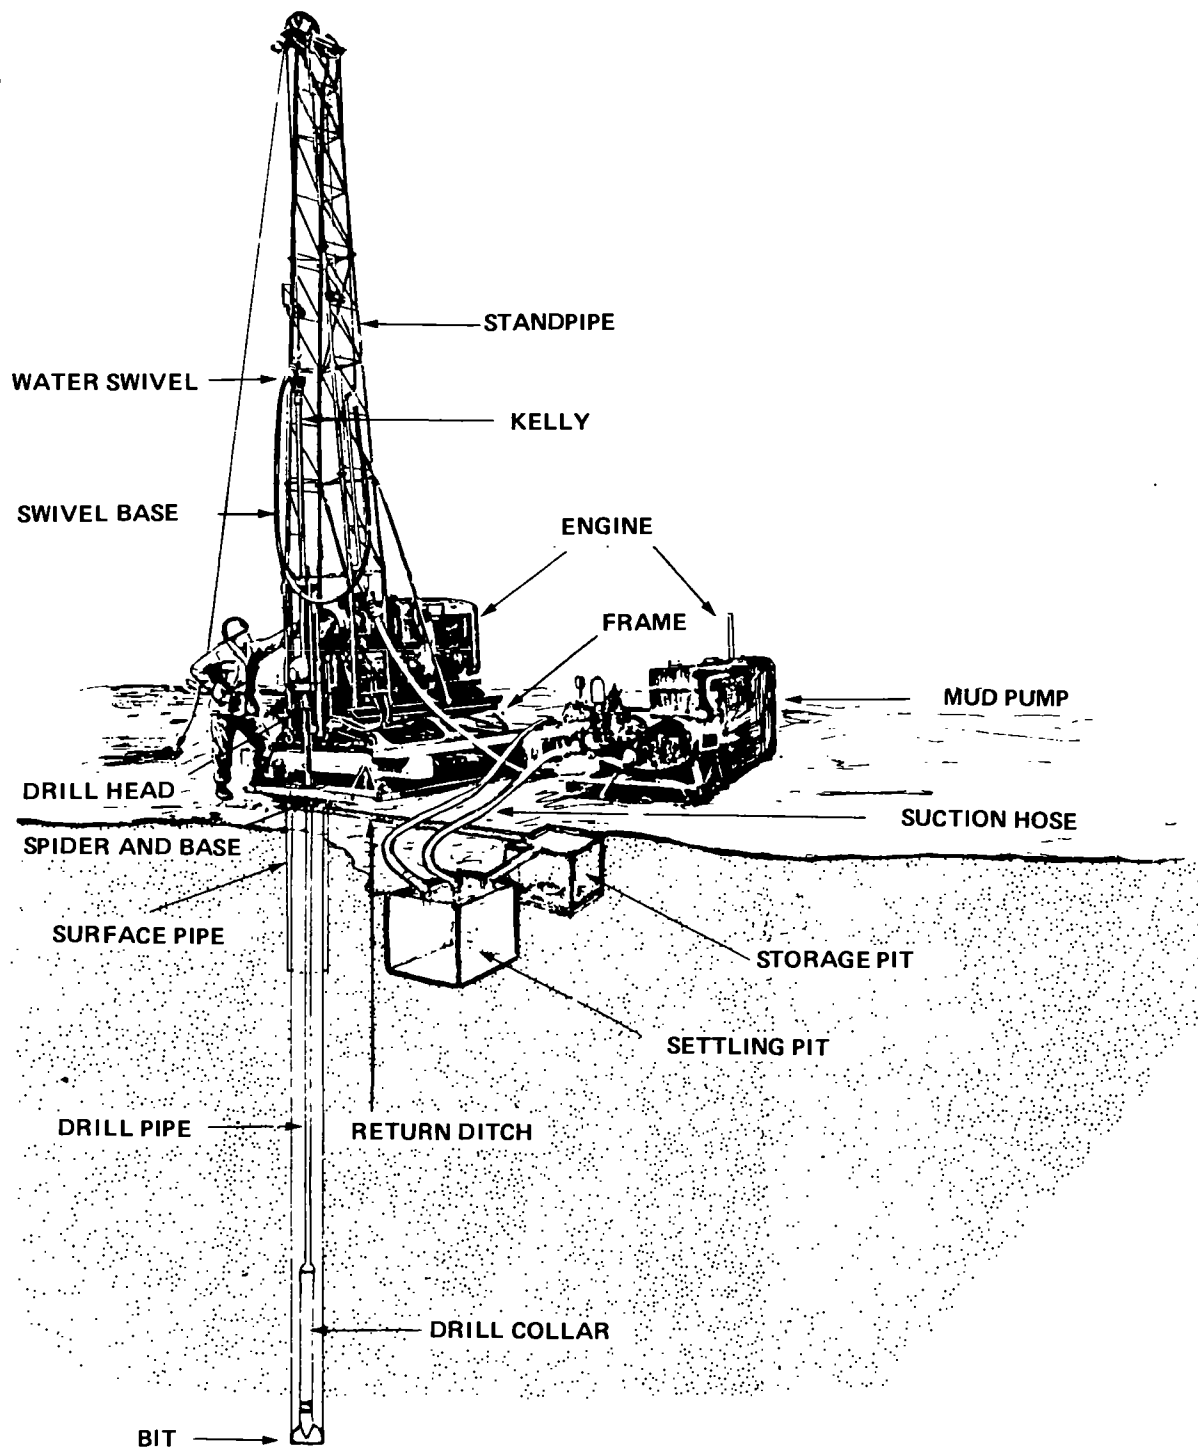 STANDPIPE
WATER SWIVEL
KELLY
SWIVEL BASE
ENGINE
FRAME
MUD PUMP
DRILL HEAD
SUCTION HOSE
SPIDER AND BASE
SURFACE PIPE
STORAGE PIT
SETTLING PIT
DRILL PIPE
RETURN DITCH
DRILL COLLAR
BIT